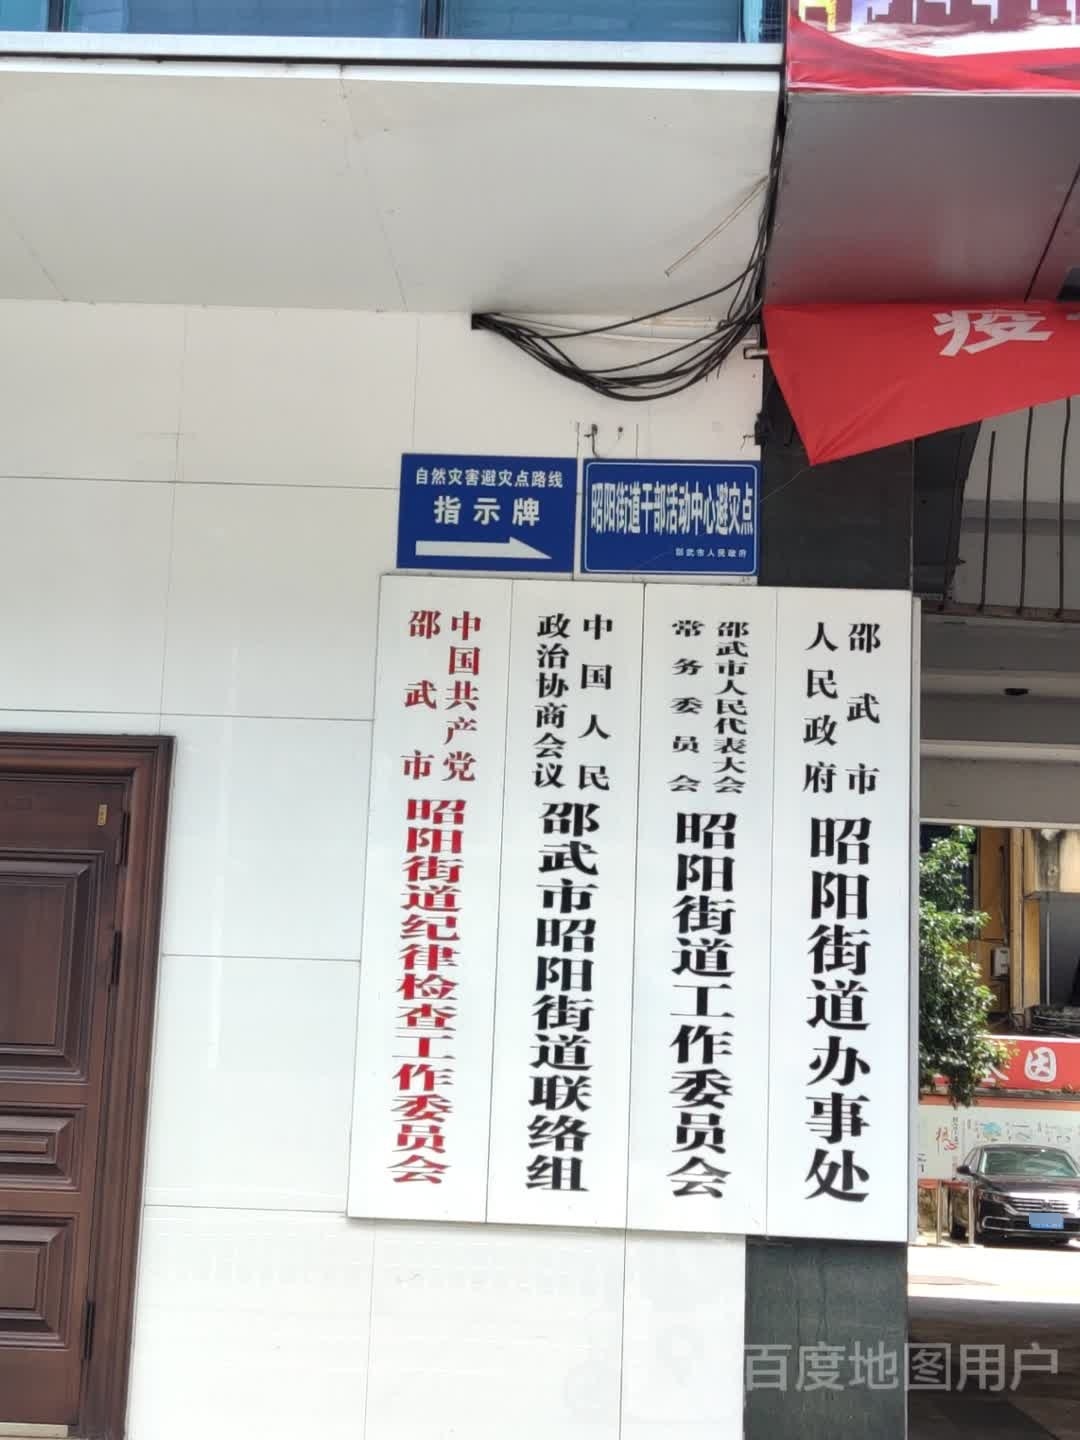 疫
自然灾害避灾点路线
指示牌
昭阳街道干部活动中心避灾点
邵武市人民政府
邵武市
人民政府
昭阳街道办事处
邵武市人民代表大会
常务委员会
昭阳街道工作委员会
中国人民
政治协商会议
邵武市昭阳街道联络组
中国共产党
邵武市
昭阳街道纪律检查工作委员会
百度地图用户